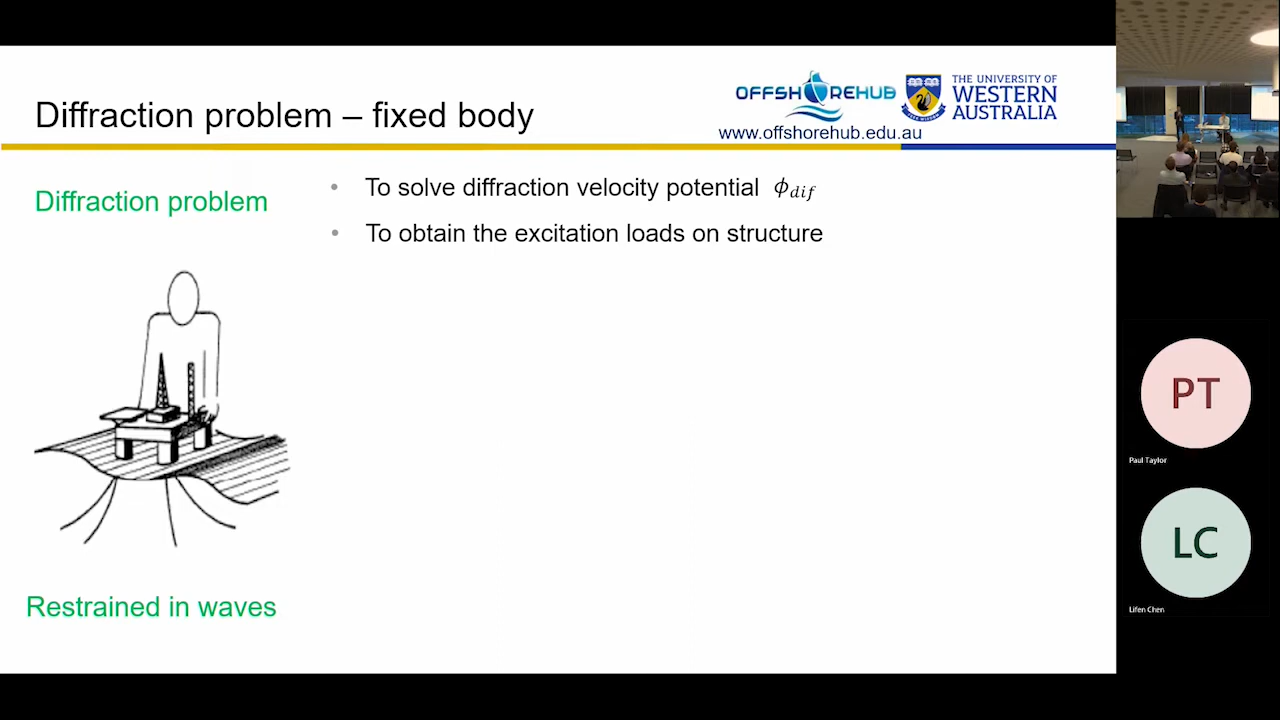 Diffraction problem – fixed body
OFFSHOREHUB
www.offshorehub.edu.au
THE UNIVERSITY OF
WESTERN
AUSTRALIA
Diffraction problem
• To solve diffraction velocity potential ϕ_dif
• To obtain the excitation loads on structure
Restrained in waves
PT
Paul Taylor
LC
Lifen Chen